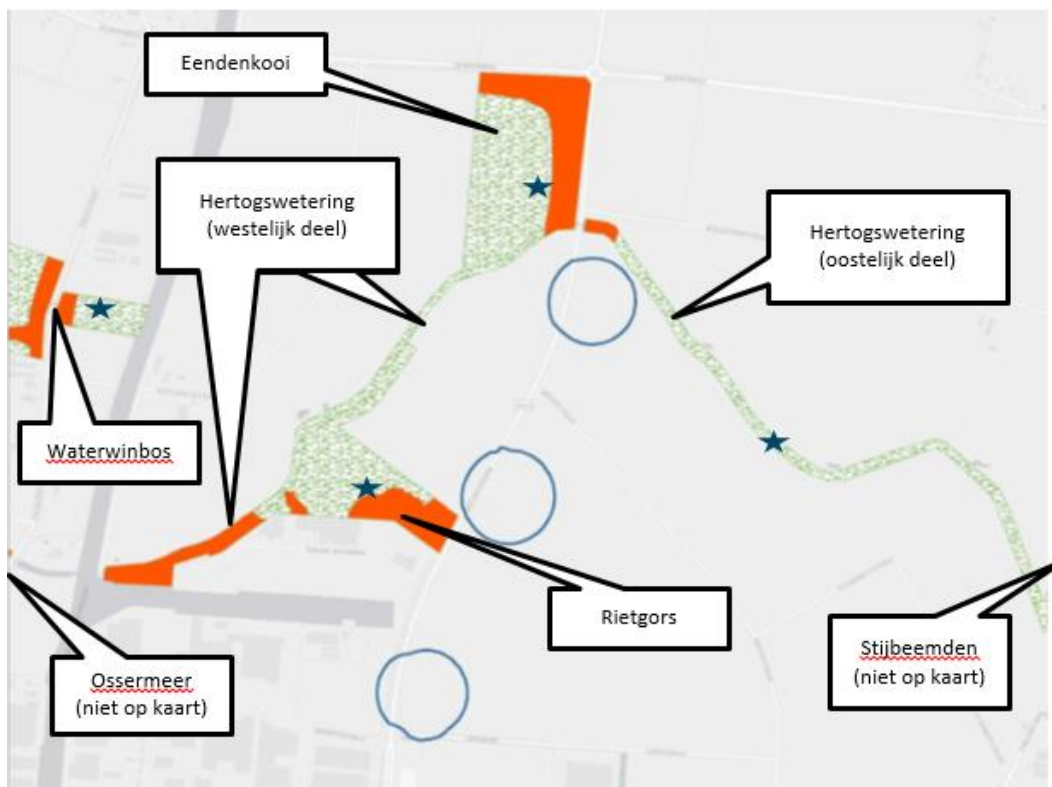 Eendenkooi
Hertogswetering
(westelijk deel)
Hertogswetering
(oostelijk deel)
Waterwinbos
Rietgors
Ossermeer
(niet op kaart)
Stijbeemden
(niet op kaart)